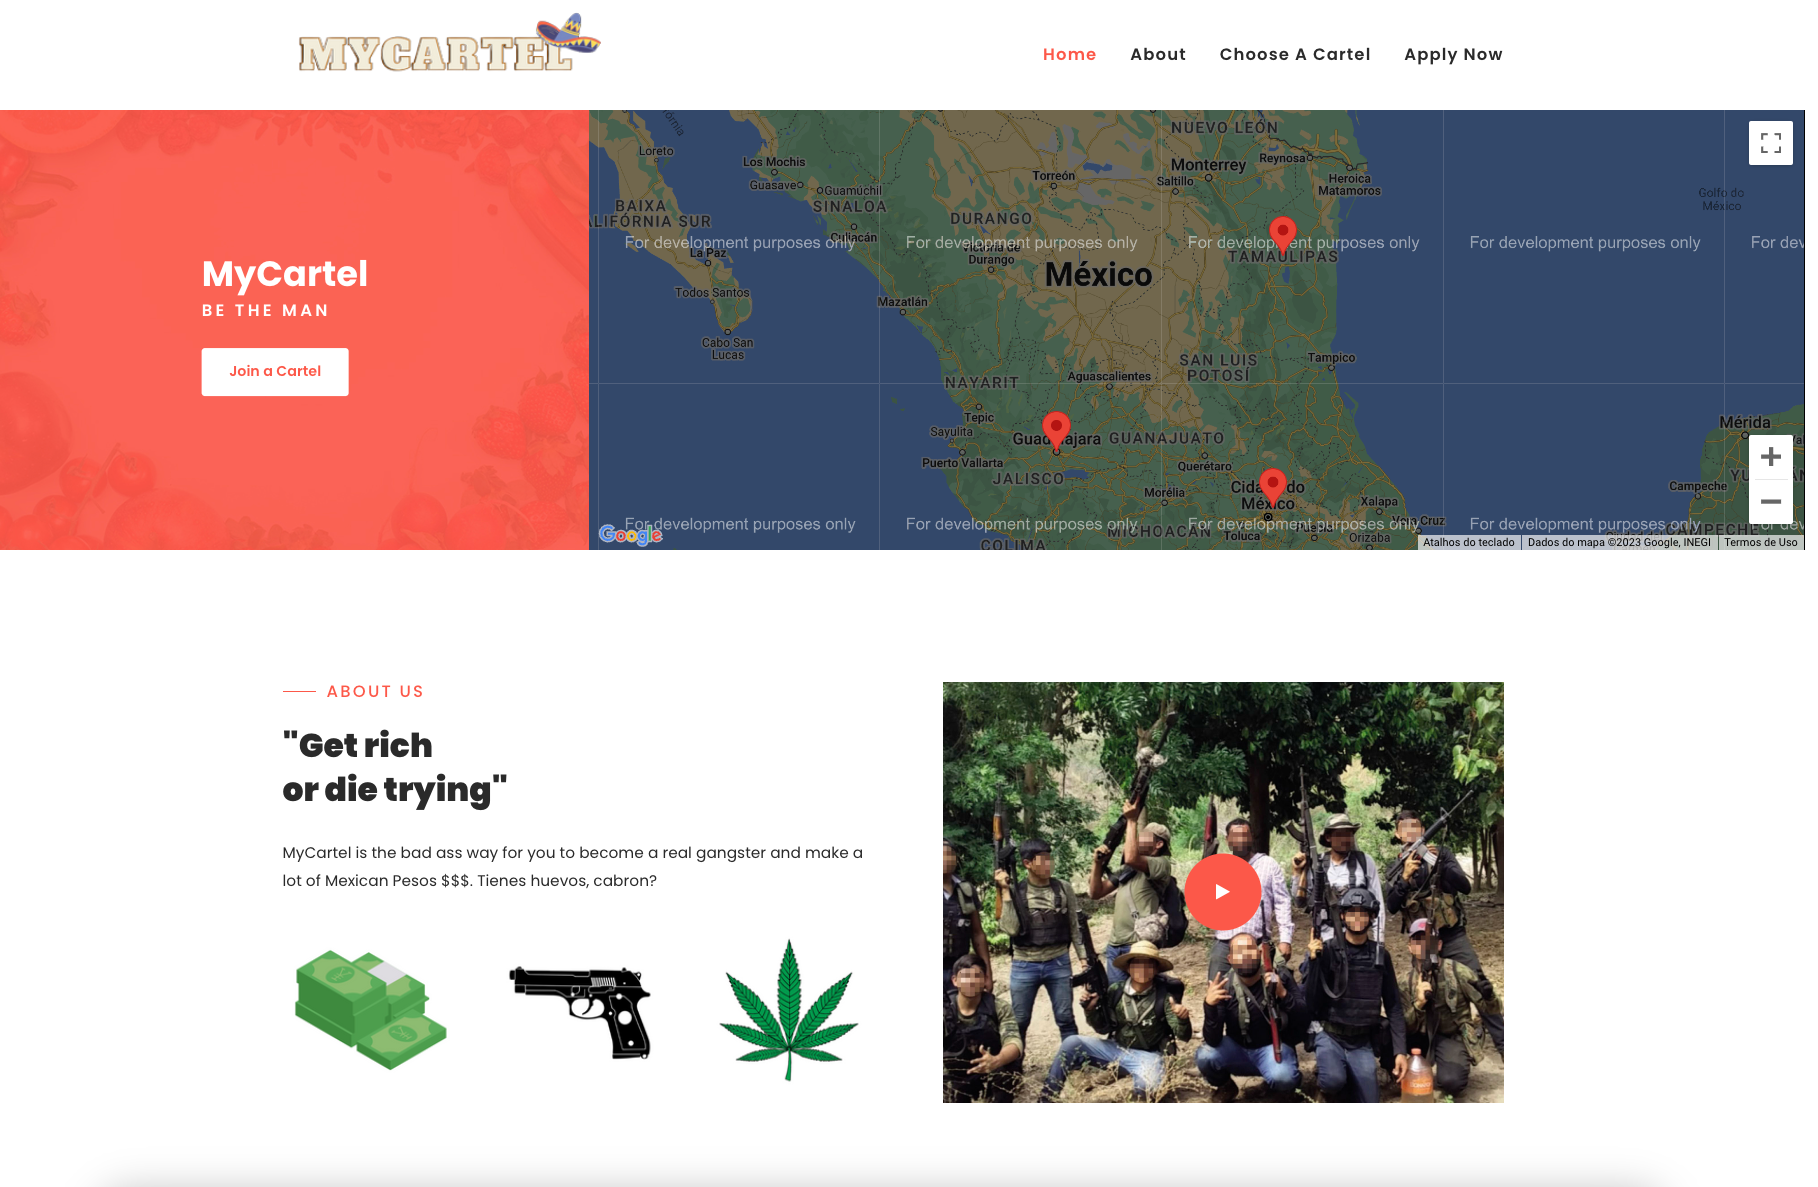 MYCARTEL
Home
About
Choose A Cartel
Apply Now
MyCartel
BE THE MAN
Join a Cartel
NUEVO LEÓN
Loreto
Los Mochis
Monterrey
Reynosa
Torreón
Saltillo
Heroica
Matamoros
Guasave
Guamúchil
Golfo do
México
BAIXA
ALIFÓRNIA SUR
SINALOA
DURANGO
Culiacán
For development purposes only
For development purposes only
For development purposes only
For development purposes only
For dev
La Paz
Victoria de
Durango
TAMAULIPAS
México
Todos Santos
Mazatlán
Cabo San
Lucas
SAN LUIS
POTOSÍ
Tampico
NAYARIT
Aguascalientes
Tepic
Sayulita
Guadalajara
GUANAJUATO
Mérida
Puerto Vallarta
Querétaro
JALISCO
Morélia
Cidade do
México
Xalapa
Campeche
For development purposes only
For development purposes only
For development purposes only
For development purposes only
Google
MICHOACÁN
Toluca
Puebla
Vera Cruz
Orizaba
COLIMA
CAMPECHE
Atalhos do teclado
Dados do mapa ©2023 Google, INEGI
Termos de Uso
ABOUT US
"Get rich
or die trying"
MyCartel is the bad ass way for you to become a real gangster and make a
lot of Mexican Pesos $$$. Tienes huevos, cabron?